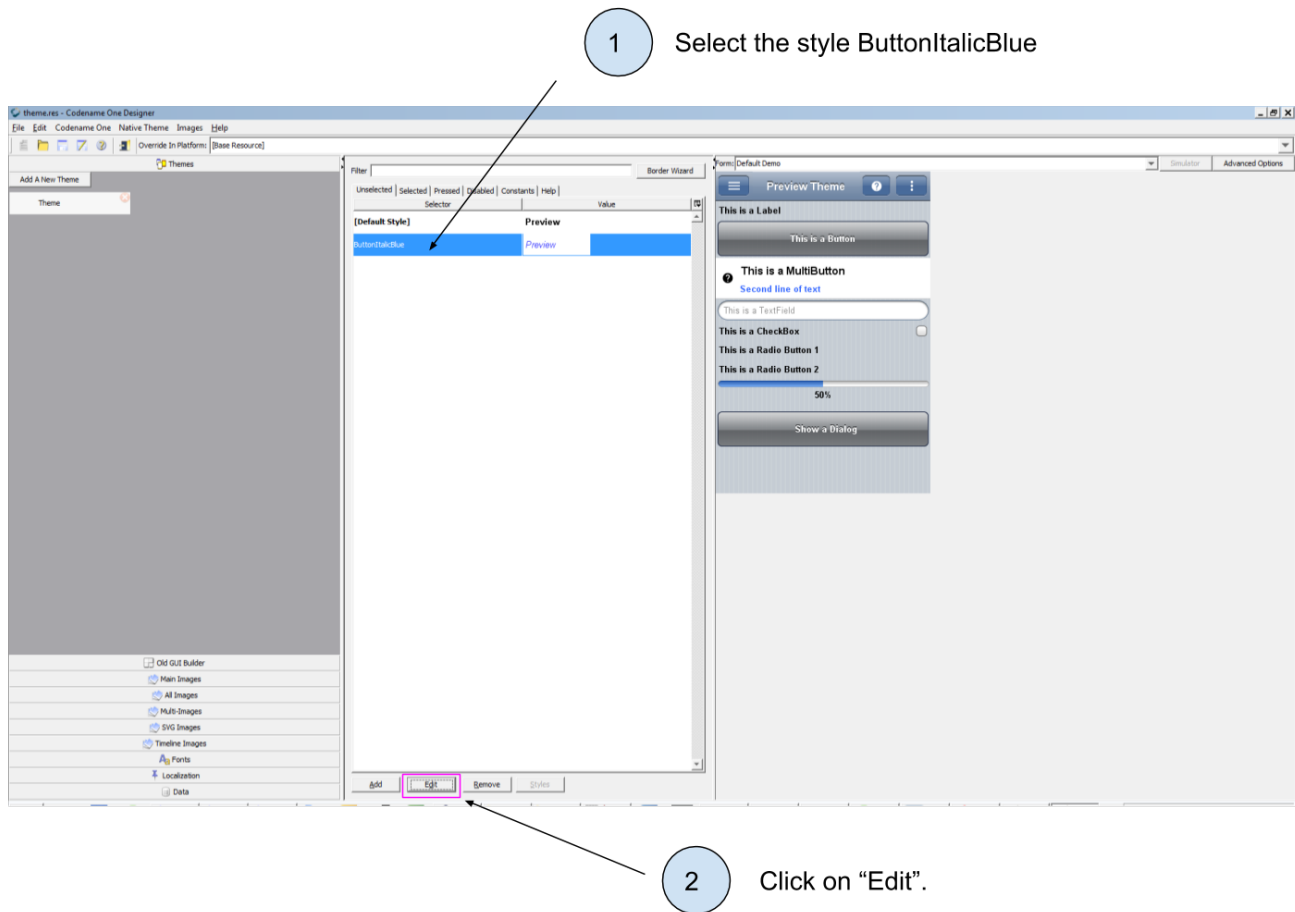 1 Select the style ButtonItalicBlue
theme.res - Codename One Designer
File Edit Codename One Native Theme Images Help
Override In Platform: [Base Resource]
Themes
Add A New Theme
Theme
Filter Border Wizard
Unselected Selected Pressed Disabled Constants Help
Selector Value
[Default Style] Preview
ButtonItalicBlue Preview
Form: Default Demo Simulator Advanced Options
Preview Theme
This is a Label
This is a Button
This is a MultiButton
Second line of text
This is a TextField
This is a CheckBox
This is a Radio Button 1
This is a Radio Button 2
50%
Show a Dialog
Old GUI Builder
Main Images
All Images
Multi-Images
SVG Images
Timeline Images
Fonts
Localization
Data
Add Edit Remove Styles
2 Click on “Edit”.